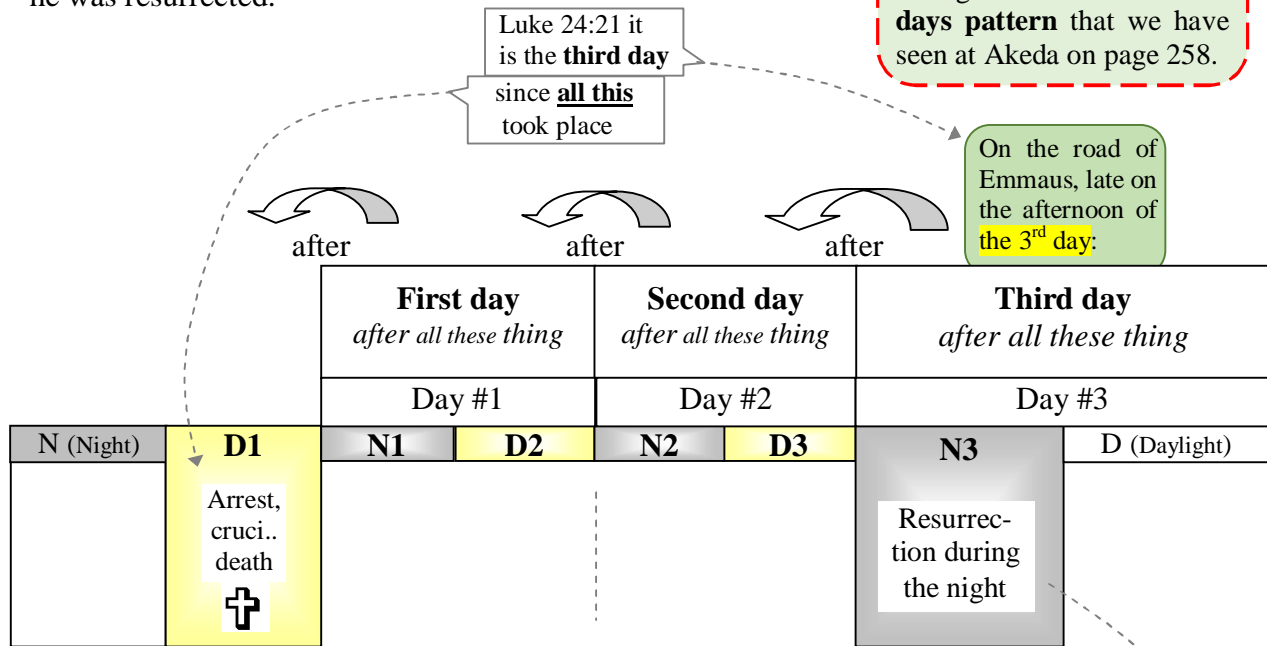 he was resurrected.
days pattern that we have
seen at Akeda on page 258.
Luke 24:21 it
is the third day
since all this
took place
On the road of
Emmaus, late on
the afternoon of
the 3rd day:
after
after
after
First day
after all these thing
Second day
after all these thing
Third day
after all these thing
Day #1
Day #2
Day #3
N (Night)
D1
N1
D2
N2
D3
N3
D (Daylight)
Arrest,
cruci..
death
Resurrec-
tion during
the night